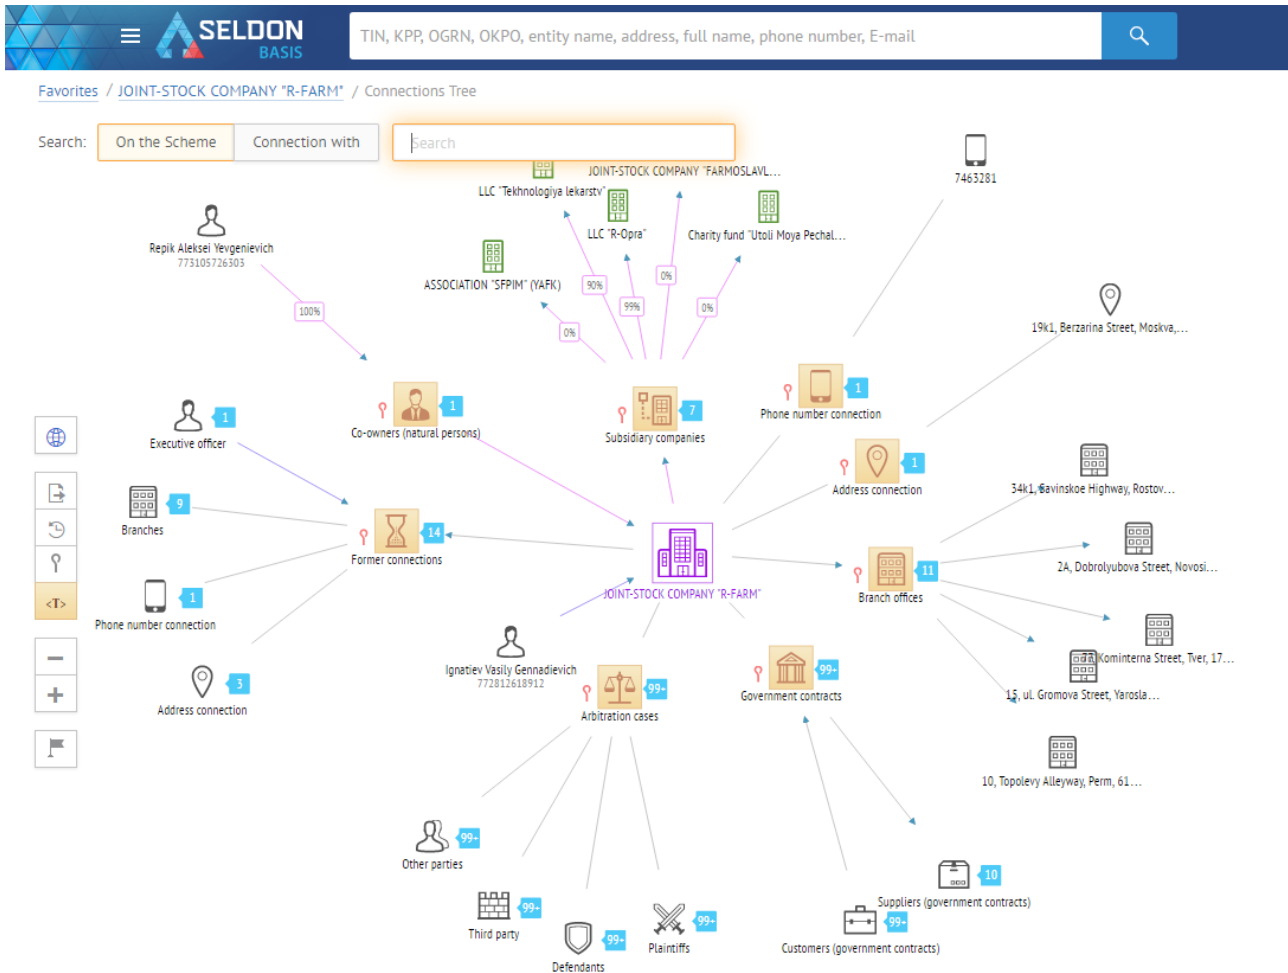 SELDON
BASIS
TIN, KPP, OGRN, OKPO, entity name, address, full name, phone number, E-mail
Favorites / JOINT-STOCK COMPANY "R-FARM" / Connections Tree
Search:
On the Scheme
Connection with
Search
7463281
JOINT-STOCK COMPANY "FARMOSLAVL...
LLC "Tekhnologiya lekarstv"
LLC "R-Opra"
Charity fund "Utoli Moya Pechal...
Repik Aleksei Yevgenievich
773105726303
ASSOCIATION "SFPIM" (YAFK)
90%
99%
0%
0%
0%
100%
19k1, Berzarina Street, Moskva,...
1
Co-owners (natural persons)
7
Subsidiary companies
1
Phone number connection
1
Executive officer
1
Address connection
34k1, Savinskoe Highway, Rostov...
9
Branches
14
Former connections
2A, Dobrolyubova Street, Novosi...
11
Branch offices
JOINT-STOCK COMPANY "R-FARM"
<T>
1
Phone number connection
Ignatiev Vasily Gennadievich
772812618912
Kominterna Street, Tver, 17...
15, ul. Gromova Street, Yarosla...
3
Address connection
99+
Arbitration cases
99+
Government contracts
10, Topolevy Alleyway, Perm, 61...
99+
Other parties
99+
Third party
99+
Defendants
99+
Plaintiffs
10
Suppliers (government contracts)
99+
Customers (government contracts)